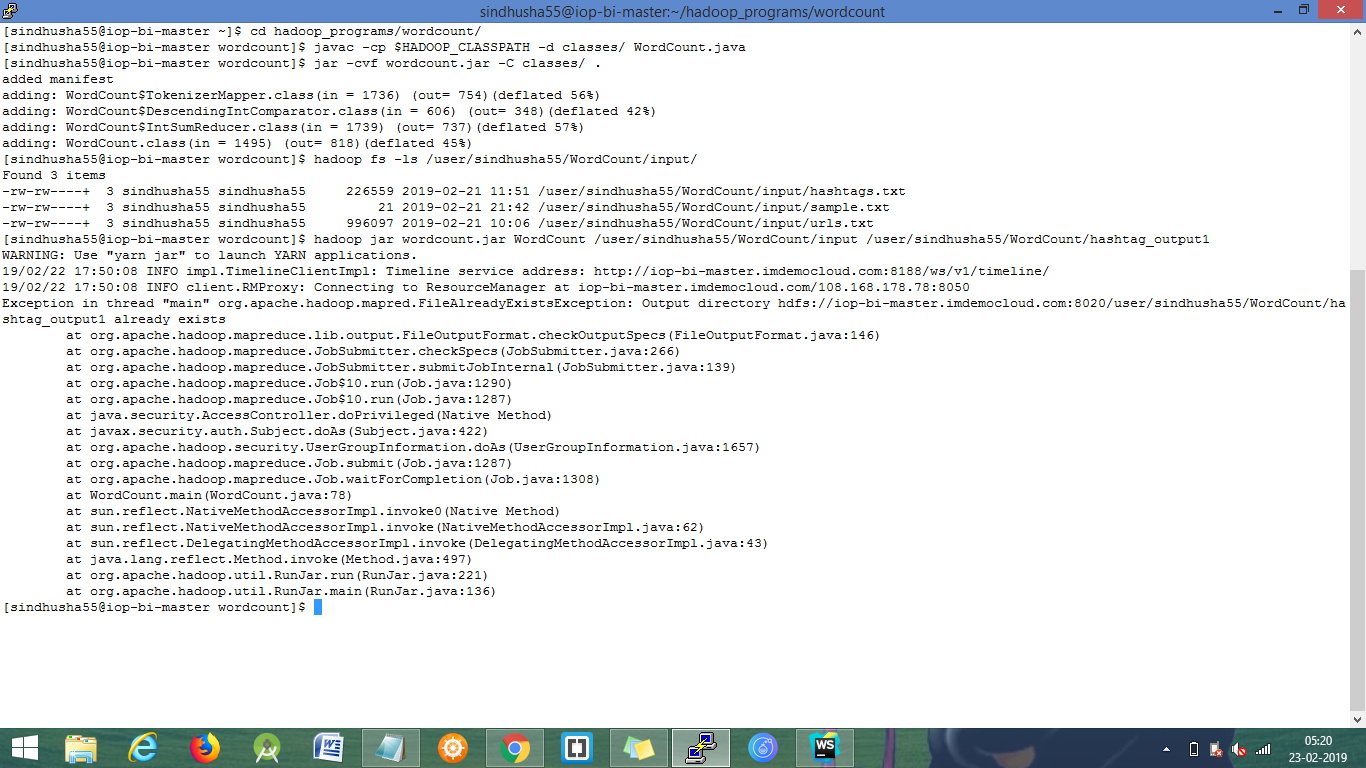 sindhusha55@iop-bi-master:~/hadoop_programs/wordcount
[sindhusha55@iop-bi-master ~]$ cd hadoop_programs/wordcount/
[sindhusha55@iop-bi-master wordcount]$ javac -cp $HADOOP_CLASSPATH -d classes/ WordCount.java
[sindhusha55@iop-bi-master wordcount]$ jar -cvf wordcount.jar -C classes/ .
added manifest
adding: WordCount$TokenizerMapper.class(in = 1736) (out= 754)(deflated 56%)
adding: WordCount$DescendingIntComparator.class(in = 606) (out= 348)(deflated 42%)
adding: WordCount$IntSumReducer.class(in = 1739) (out= 737)(deflated 57%)
adding: WordCount.class(in = 1495) (out= 818)(deflated 45%)
[sindhusha55@iop-bi-master wordcount]$ hadoop fs -ls /user/sindhusha55/WordCount/input/
Found 3 items
-rw-rw----+  3 sindhusha55 sindhusha55     226559 2019-02-21 11:51 /user/sindhusha55/WordCount/input/hashtags.txt
-rw-rw----+  3 sindhusha55 sindhusha55         21 2019-02-21 21:42 /user/sindhusha55/WordCount/input/sample.txt
-rw-rw----+  3 sindhusha55 sindhusha55     996097 2019-02-21 10:06 /user/sindhusha55/WordCount/input/urls.txt
[sindhusha55@iop-bi-master wordcount]$ hadoop jar wordcount.jar WordCount /user/sindhusha55/WordCount/input /user/sindhusha55/WordCount/hashtag_output1
WARNING: Use "yarn jar" to launch YARN applications.
19/02/22 17:50:08 INFO impl.TimelineClientImpl: Timeline service address: http://iop-bi-master.imdemocloud.com:8188/ws/v1/timeline/
19/02/22 17:50:08 INFO client.RMProxy: Connecting to ResourceManager at iop-bi-master.imdemocloud.com/108.168.178.78:8050
Exception in thread "main" org.apache.hadoop.mapred.FileAlreadyExistsException: Output directory hdfs://iop-bi-master.imdemocloud.com:8020/user/sindhusha55/WordCount/ha
shtag_output1 already exists
        at org.apache.hadoop.mapreduce.lib.output.FileOutputFormat.checkOutputSpecs(FileOutputFormat.java:146)
        at org.apache.hadoop.mapreduce.JobSubmitter.checkSpecs(JobSubmitter.java:266)
        at org.apache.hadoop.mapreduce.JobSubmitter.submitJobInternal(JobSubmitter.java:139)
        at org.apache.hadoop.mapreduce.Job$10.run(Job.java:1290)
        at org.apache.hadoop.mapreduce.Job$10.run(Job.java:1287)
        at java.security.AccessController.doPrivileged(Native Method)
        at javax.security.auth.Subject.doAs(Subject.java:422)
        at org.apache.hadoop.security.UserGroupInformation.doAs(UserGroupInformation.java:1657)
        at org.apache.hadoop.mapreduce.Job.submit(Job.java:1287)
        at org.apache.hadoop.mapreduce.Job.waitForCompletion(Job.java:1308)
        at WordCount.main(WordCount.java:78)
        at sun.reflect.NativeMethodAccessorImpl.invoke0(Native Method)
        at sun.reflect.NativeMethodAccessorImpl.invoke(NativeMethodAccessorImpl.java:62)
        at sun.reflect.DelegatingMethodAccessorImpl.invoke(DelegatingMethodAccessorImpl.java:43)
        at java.lang.reflect.Method.invoke(Method.java:497)
        at org.apache.hadoop.util.RunJar.run(RunJar.java:221)
        at org.apache.hadoop.util.RunJar.main(RunJar.java:136)
[sindhusha55@iop-bi-master wordcount]$
WS
05:20
23-02-2019